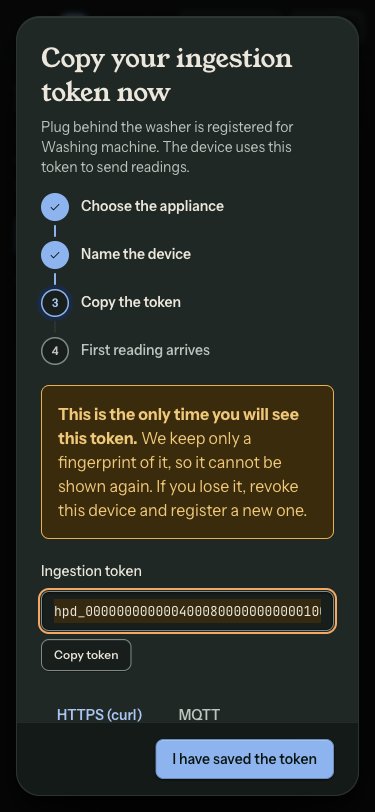 Copy your ingestion
token now
Plug behind the washer is registered for
Washing machine. The device uses this
token to send readings.
Choose the appliance
Name the device
3 Copy the token
4 First reading arrives
This is the only time you will see
this token. We keep only a
fingerprint of it, so it cannot be
shown again. If you lose it, revoke
this device and register a new one.
Ingestion token
hpd_00000000000040008000000000000100
Copy token
HTTPS (curl) MQTT
I have saved the token